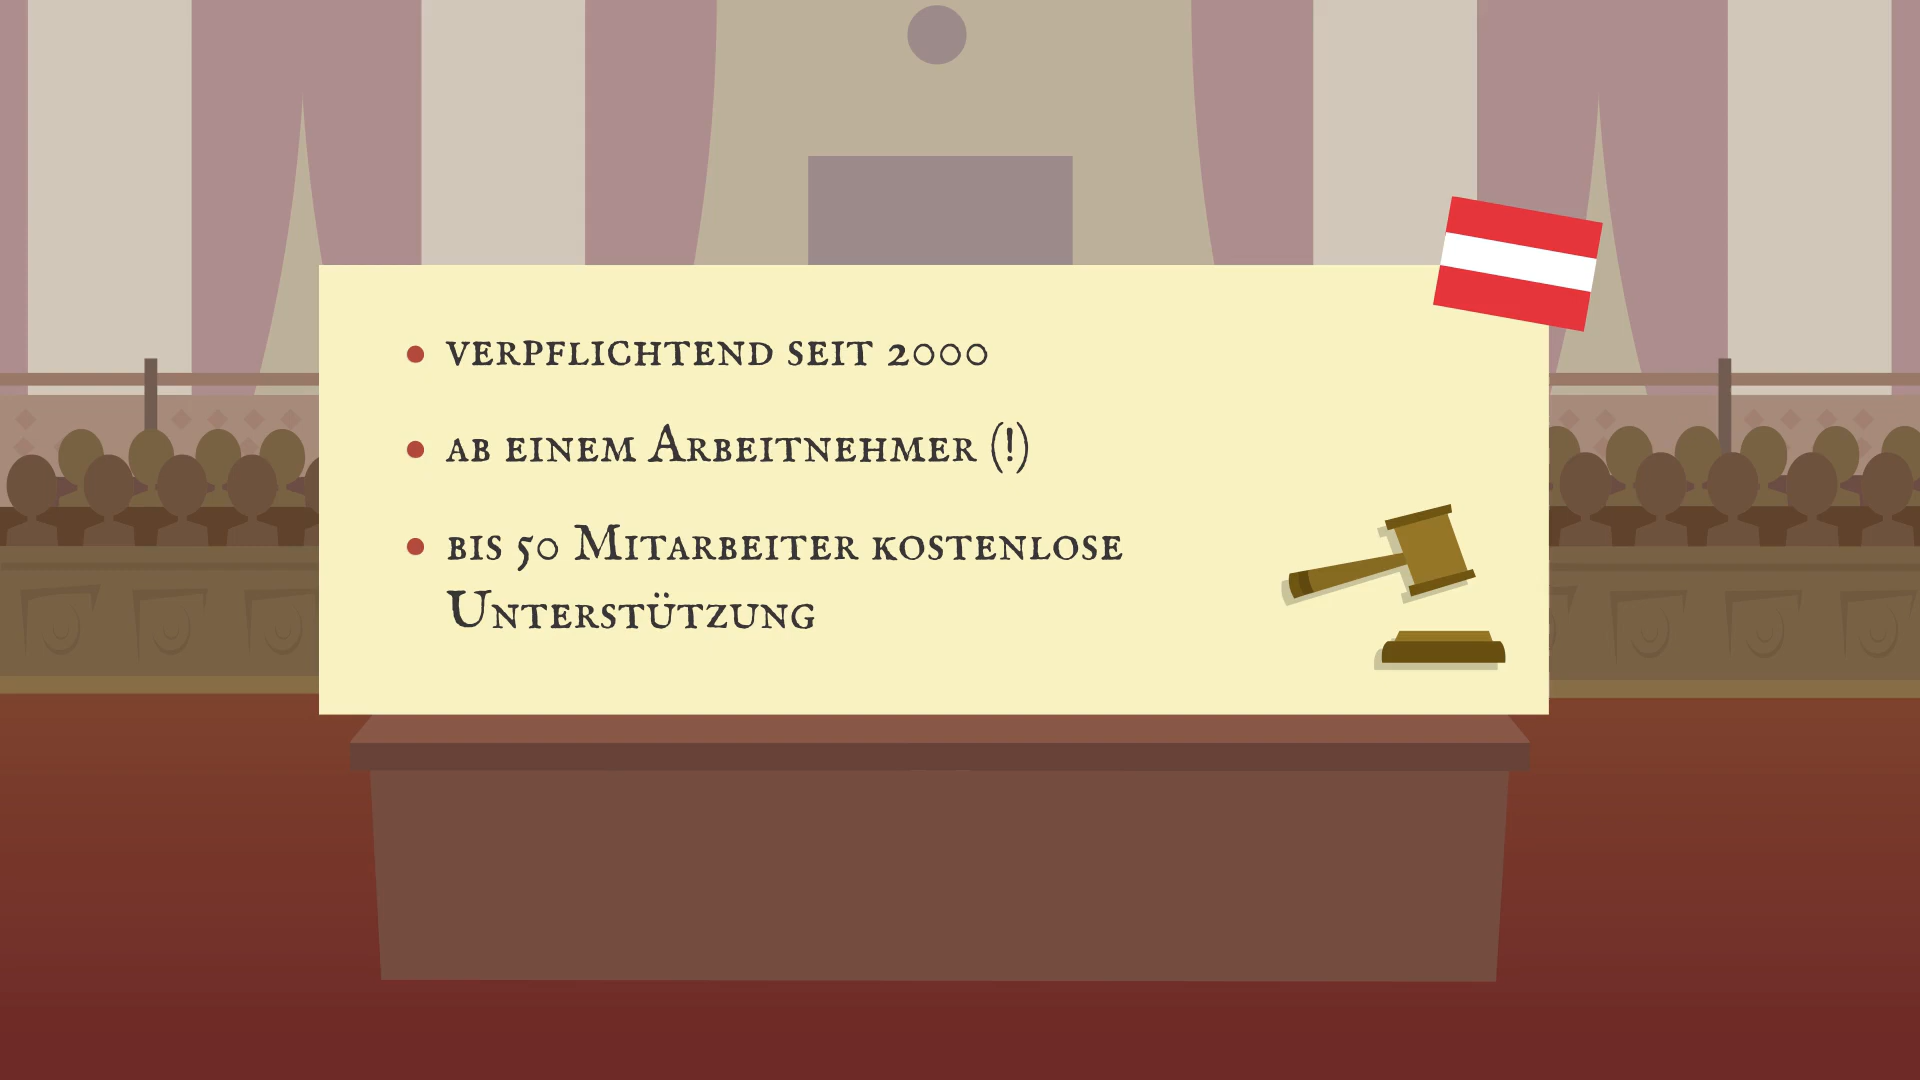 verpflichtend seit 2000
ab einem Arbeitnehmer (!)
bis 50 Mitarbeiter kostenlose
Unterstützung